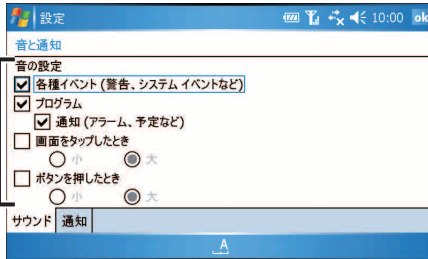 設定 10:00 ok
音と通知
音の設定
各種イベント (警告、システム イベントなど)
プログラム
通知 (アラーム、予定など)
画面をタップしたとき
小 大
ボタンを押したとき
小 大
サウンド 通知
A